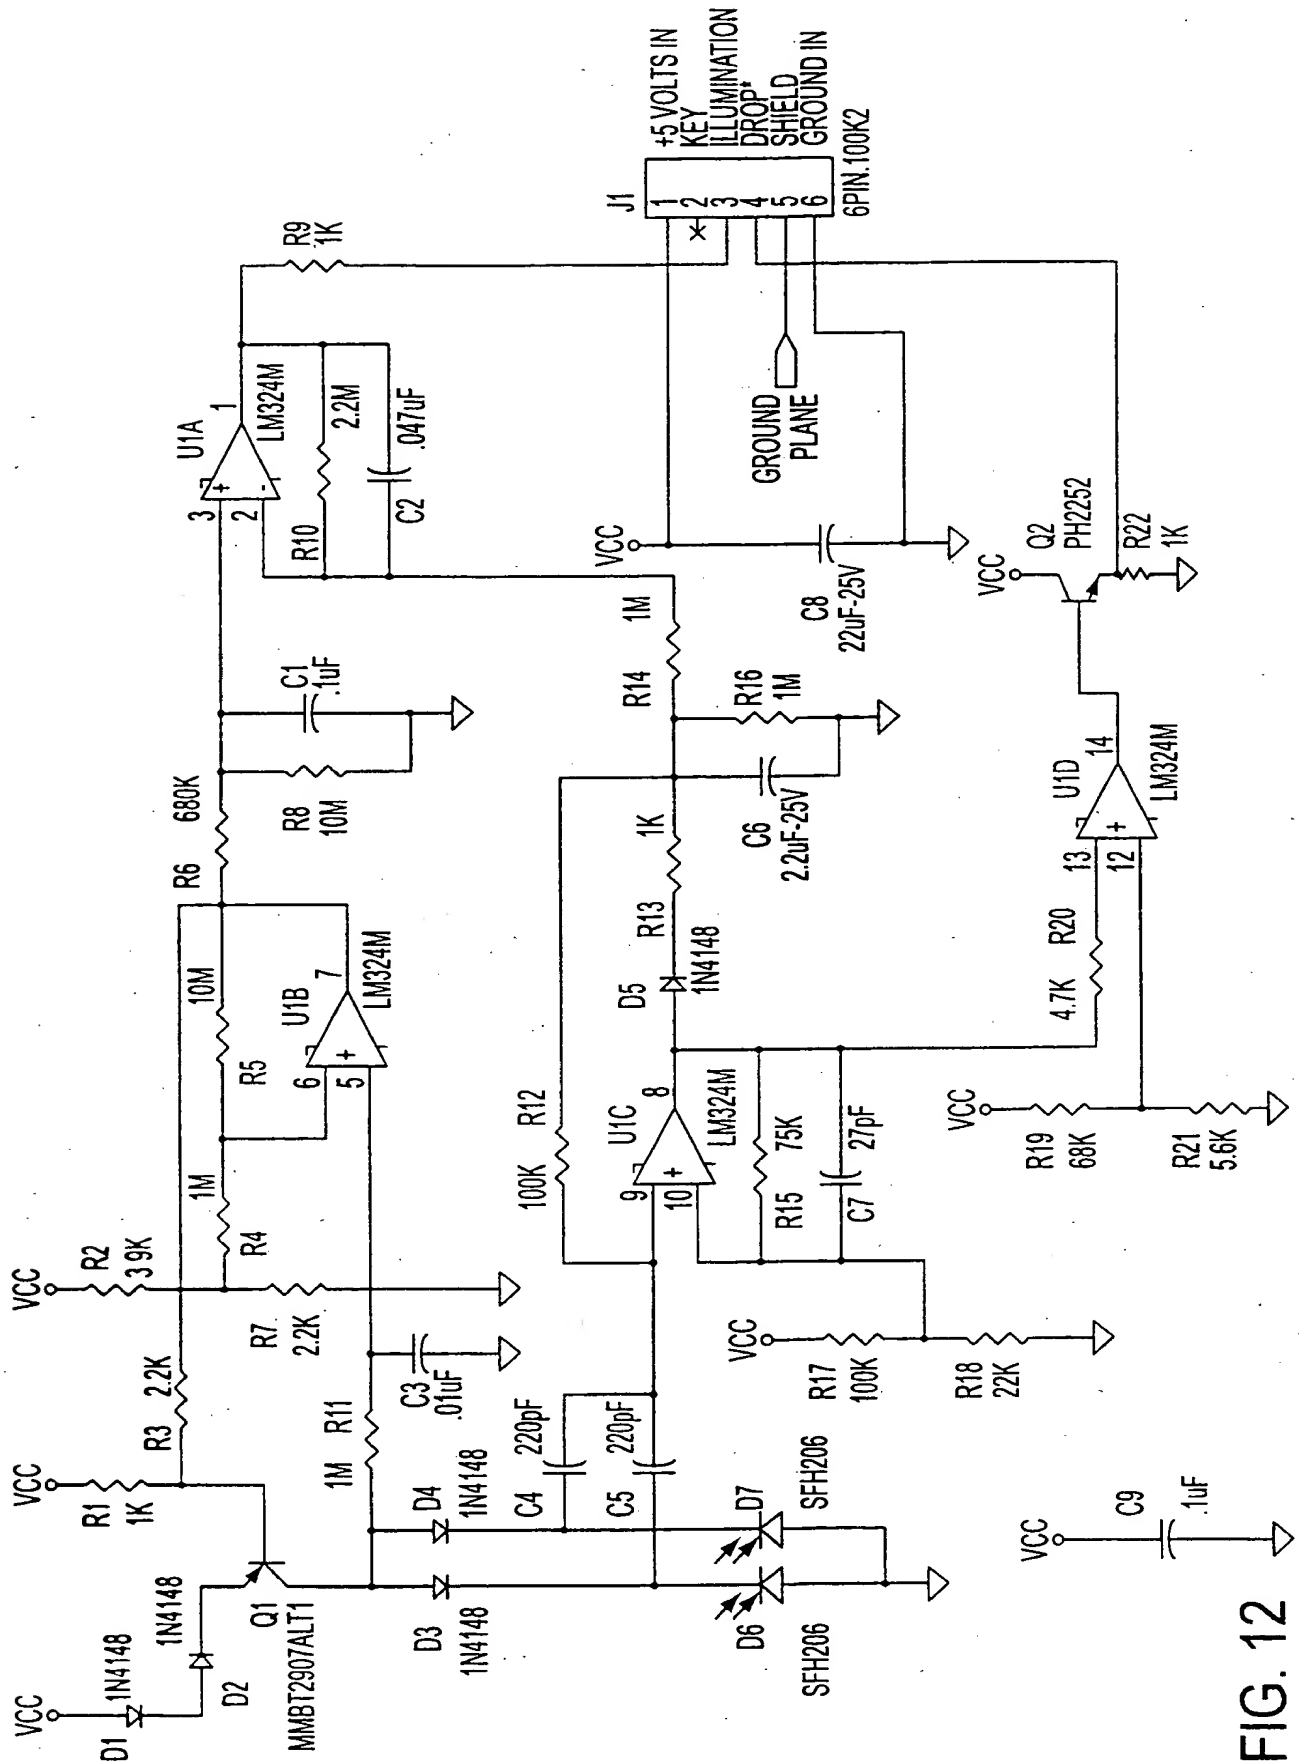 VCC
D1
1N4148
D2
1N4148
Q1
MMBT2907ALT1
VCC
R1
1K
R3
2.2K
VCC
R2
3.9K
R4
1M
R7
22K
R5
10M
6
5
U1B
7
LM324M
R6
680K
R8
10M
C1
.1uF
3
2
U1A
1
LM324M
R10
2.2M
C2
.047uF
R9
1K
1M
R11
C3
.01uF
D3
1N4148
D4
1N4148
C4
220pF
C5
220pF
D6
SFH206
D7
SFH206
100K
R12
9
10
U1C
8
LM324M
R15
75K
C7
27pF
VCC
R17
100K
R18
22K
D5
1N4148
R13
1K
C6
2.2uF-25V
R16
1M
R14
1M
4.7K
R20
VCC
R19
68K
R21
5.6K
13
12
U1D
14
LM324M
VCC
Q2
PH2252
R22
1K
VCC
C8
22uF-25V
GROUND
PLANE
J1
1
2
3
4
5
6
+5 VOLTS IN
KEY
ILLUMINATION
DROP*
SHIELD
GROUND IN
6PIN.100K2
VCC
C9
.1uF
FIG. 12